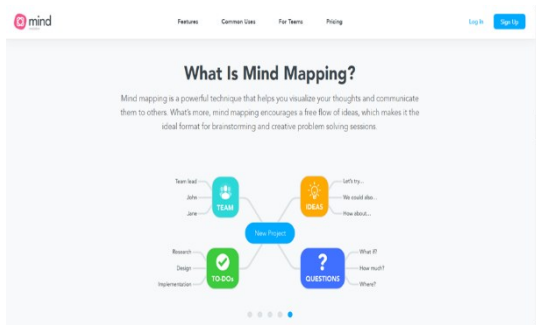 mind
Features Common Uses For Teams Pricing Log In Sign Up
What Is Mind Mapping?
Mind mapping is a powerful technique that helps you visualize your thoughts and communicate
them to others. What's more, mind mapping encourages a free flow of ideas, which makes it the
ideal format for brainstorming and creative problem solving sessions.
Team lead
John
Jane
TEAM
IDEAS
Let's try...
We could also...
How about...
New Project
Research
Design
Implementation
TO-DOs
?
QUESTIONS
What if?
How much?
Where?